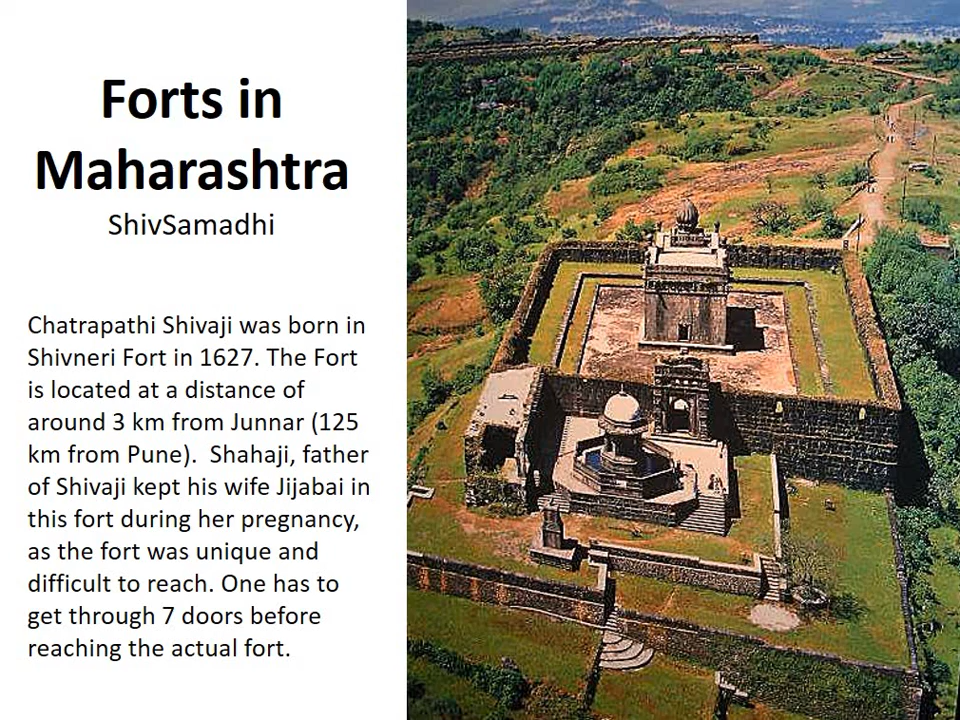 Forts in
Maharashtra
ShivSamadhi
Chatrapathi Shivaji was born in
Shivneri Fort in 1627. The Fort
is located at a distance of
around 3 km from Junnar (125
km from Pune).  Shahaji, father
of Shivaji kept his wife Jijabai in
this fort during her pregnancy,
as the fort was unique and
difficult to reach. One has to
get through 7 doors before
reaching the actual fort.